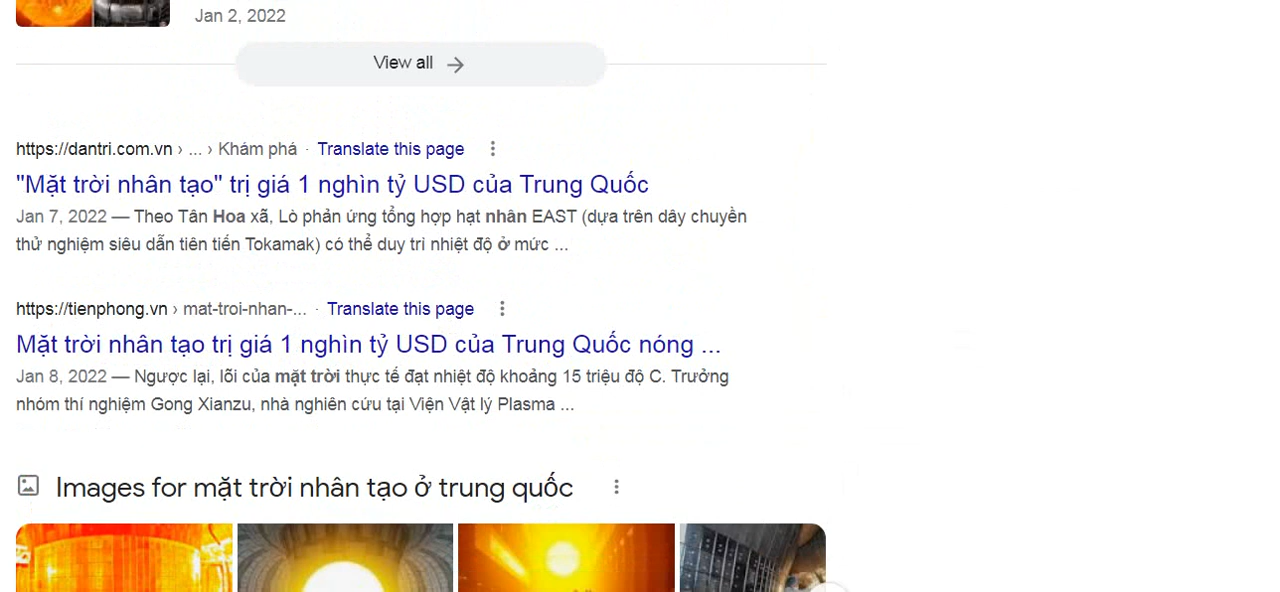 Jan 2, 2022
View all →
https://dantri.com.vn › ... › Khám phá · Translate this page
"Mặt trời nhân tạo" trị giá 1 nghìn tỷ USD của Trung Quốc
Jan 7, 2022 — Theo Tân Hoa xã, Lò phản ứng tổng hợp hạt nhân EAST (dựa trên dây chuyền
thử nghiệm siêu dẫn tiên tiến Tokamak) có thể duy trì nhiệt độ ở mức ...
https://tienphong.vn › mat-troi-nhan-... · Translate this page
Mặt trời nhân tạo trị giá 1 nghìn tỷ USD của Trung Quốc nóng ...
Jan 8, 2022 — Ngược lại, lõi của mặt trời thực tế đạt nhiệt độ khoảng 15 triệu độ C. Trưởng
nhóm thí nghiệm Gong Xianzu, nhà nghiên cứu tại Viện Vật lý Plasma ...
Images for mặt trời nhân tạo ở trung quốc